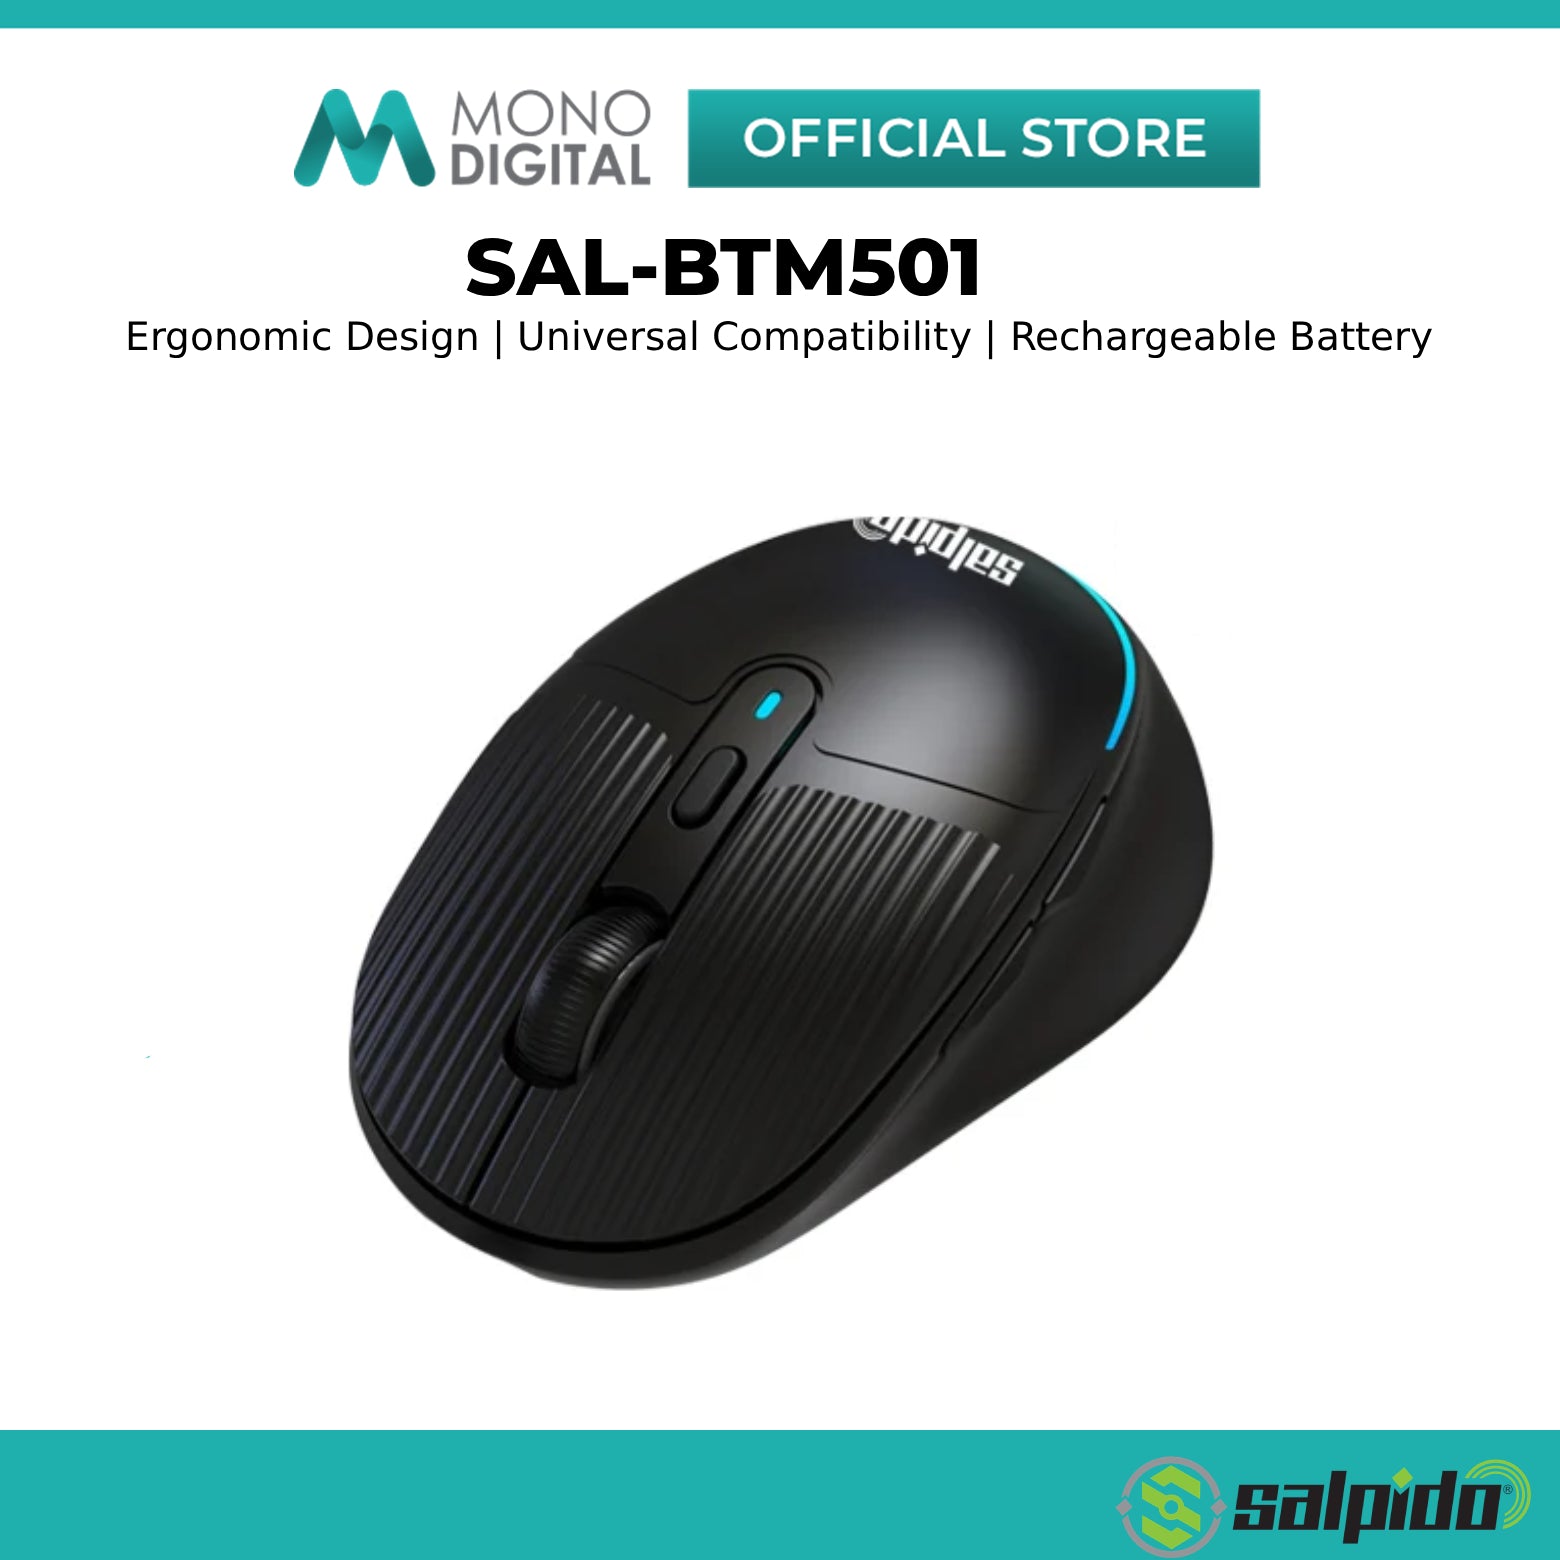 MONO
DIGITAL
OFFICIAL STORE
SAL-BTM501
Ergonomic Design | Universal Compatibility | Rechargeable Battery
salpido
salpido®